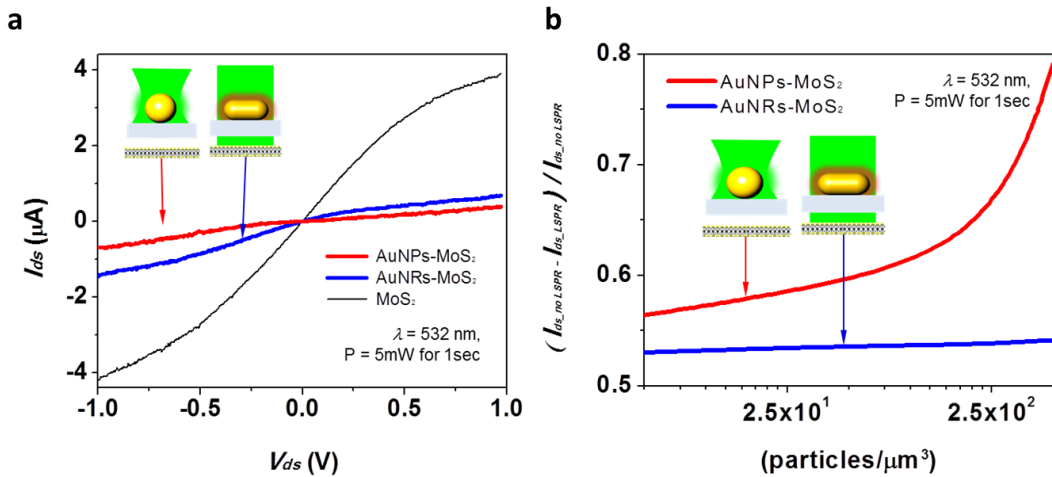 a
4
2
0
-2
-4
I_ds (μA)
-1.0
-0.5
0.0
0.5
1.0
V_ds (V)
AuNPs-MoS₂
AuNRs-MoS₂
MoS₂
λ = 532 nm,
P = 5mW for 1sec
b
0.8
0.7
0.6
0.5
(I_ds_no LSPR - I_ds_LSPR) / I_ds_no LSPR
AuNPs-MoS₂
AuNRs-MoS₂
λ = 532 nm,
P = 5mW for 1sec
2.5x10¹
2.5x10²
(particles/μm³)